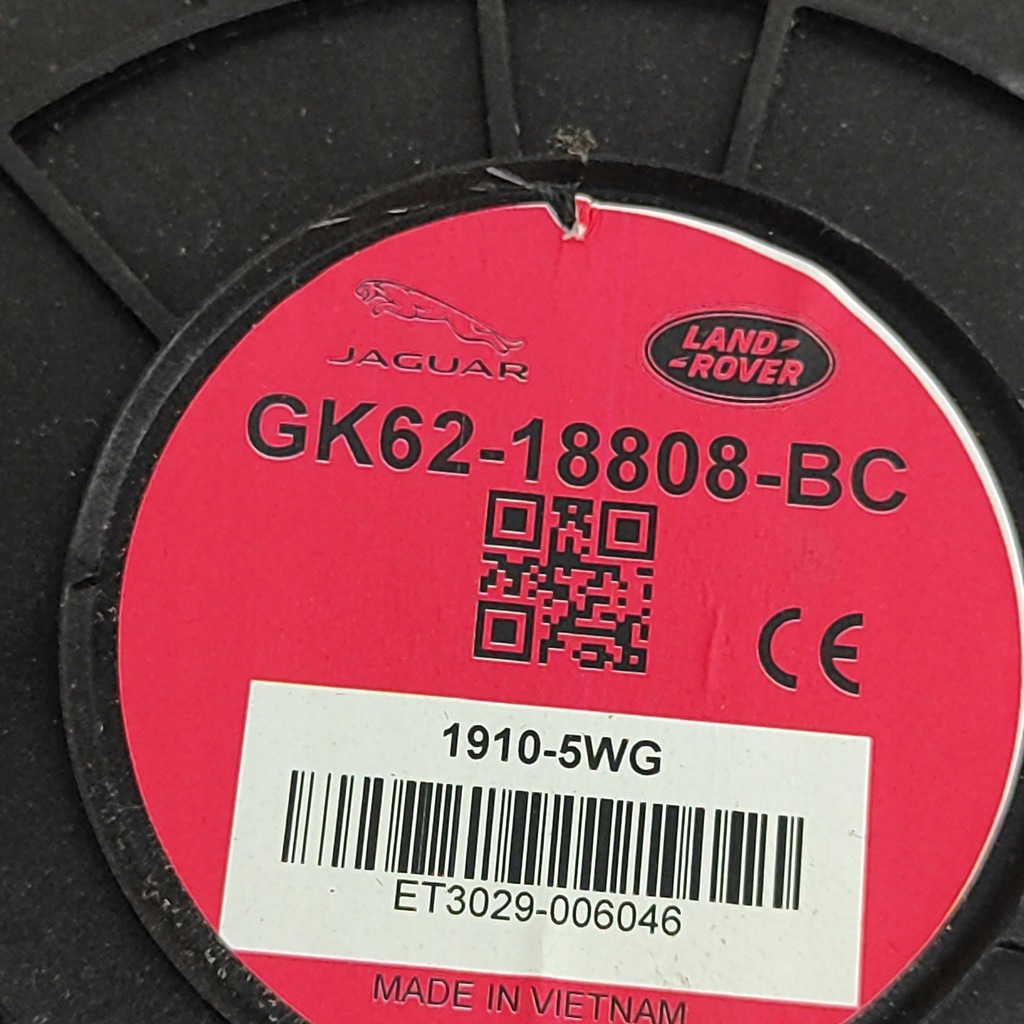 JAGUAR
LAND
ROVER
GK62-18808-BC
CE
1910-5WG
ET3029-006046
MADE IN VIETNAM